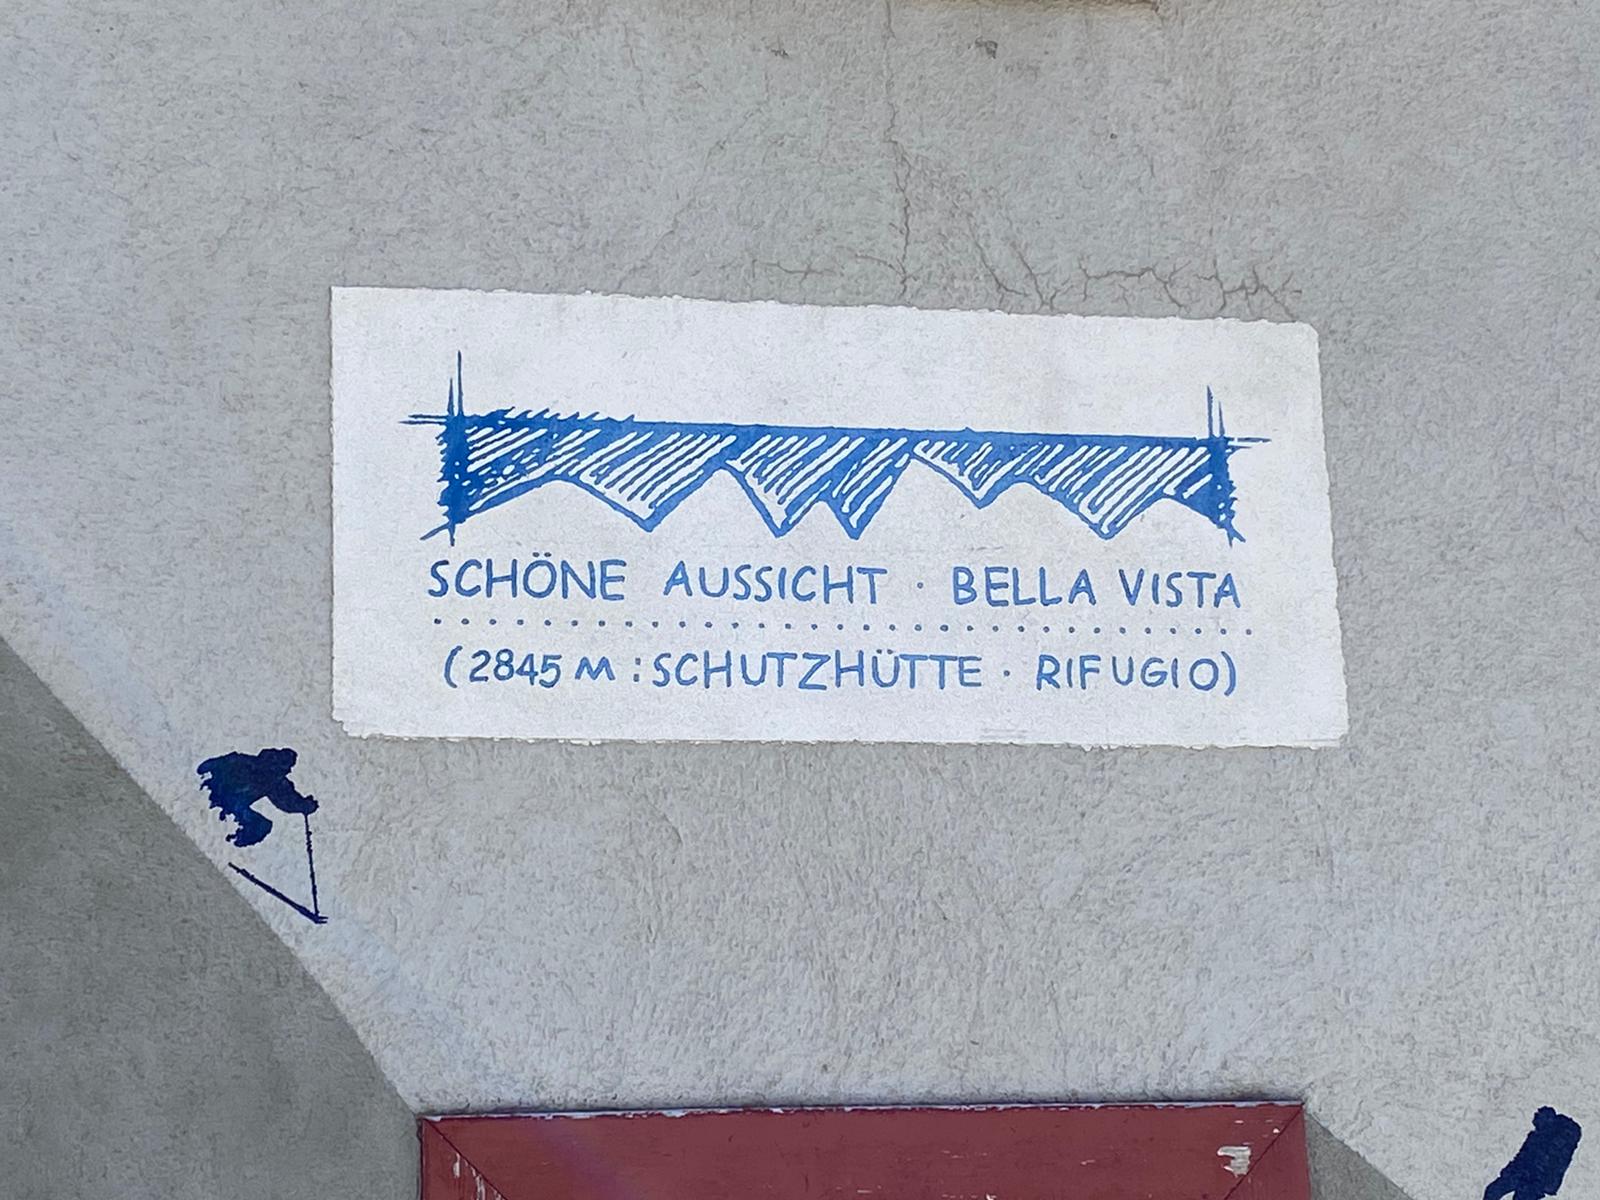 SCHÖNE AUSSICHT · BELLA VISTA
(2845 M : SCHUTZHÜTTE · RIFUGIO)